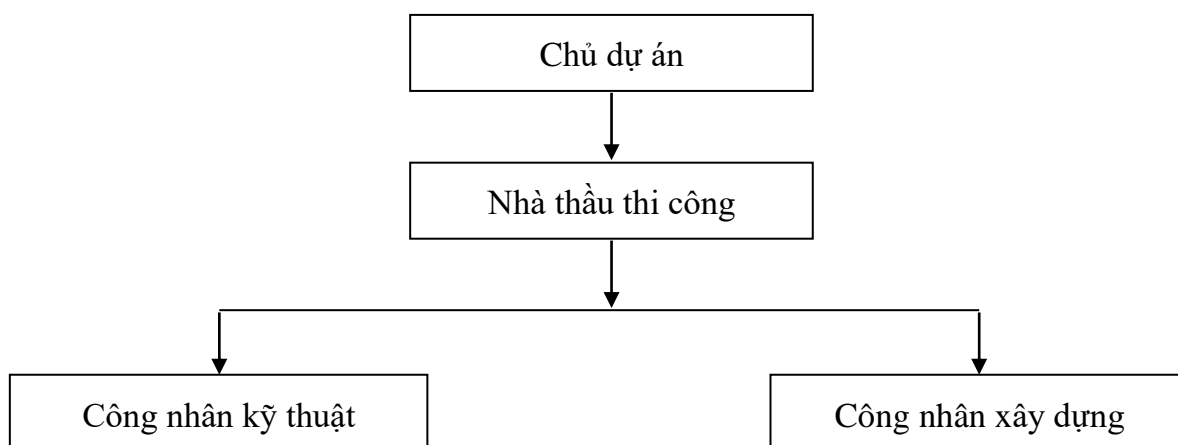 Chủ dự án
Nhà thầu thi công
Công nhân kỹ thuật
Công nhân xây dựng